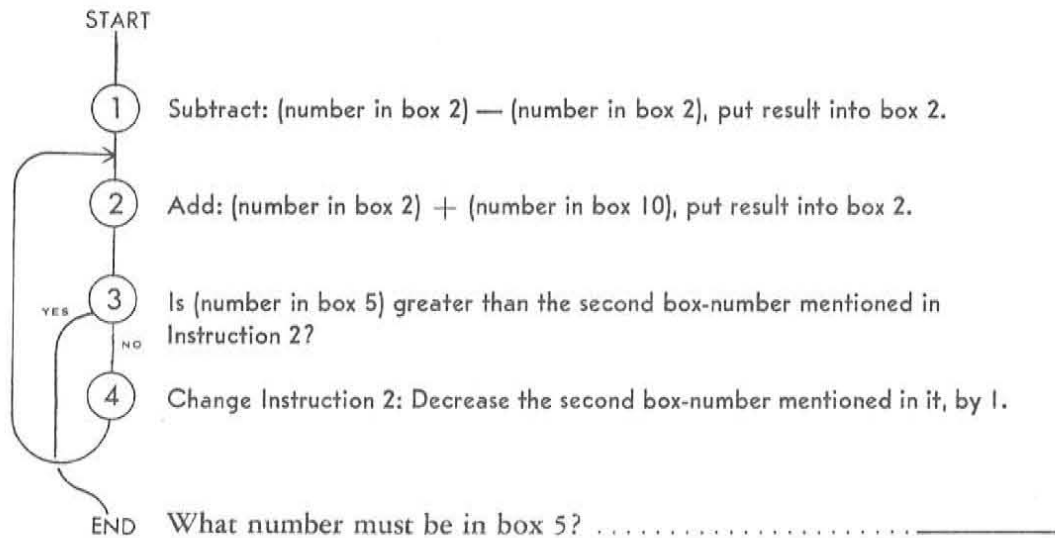 START
1 Subtract: (number in box 2) — (number in box 2), put result into box 2.
2 Add: (number in box 2) + (number in box 10), put result into box 2.
3 Is (number in box 5) greater than the second box-number mentioned in
YES
Instruction 2?
NO
4 Change Instruction 2: Decrease the second box-number mentioned in it, by 1.
END What number must be in box 5? . . . . . . . . . . . . . . . . . . . . . ________